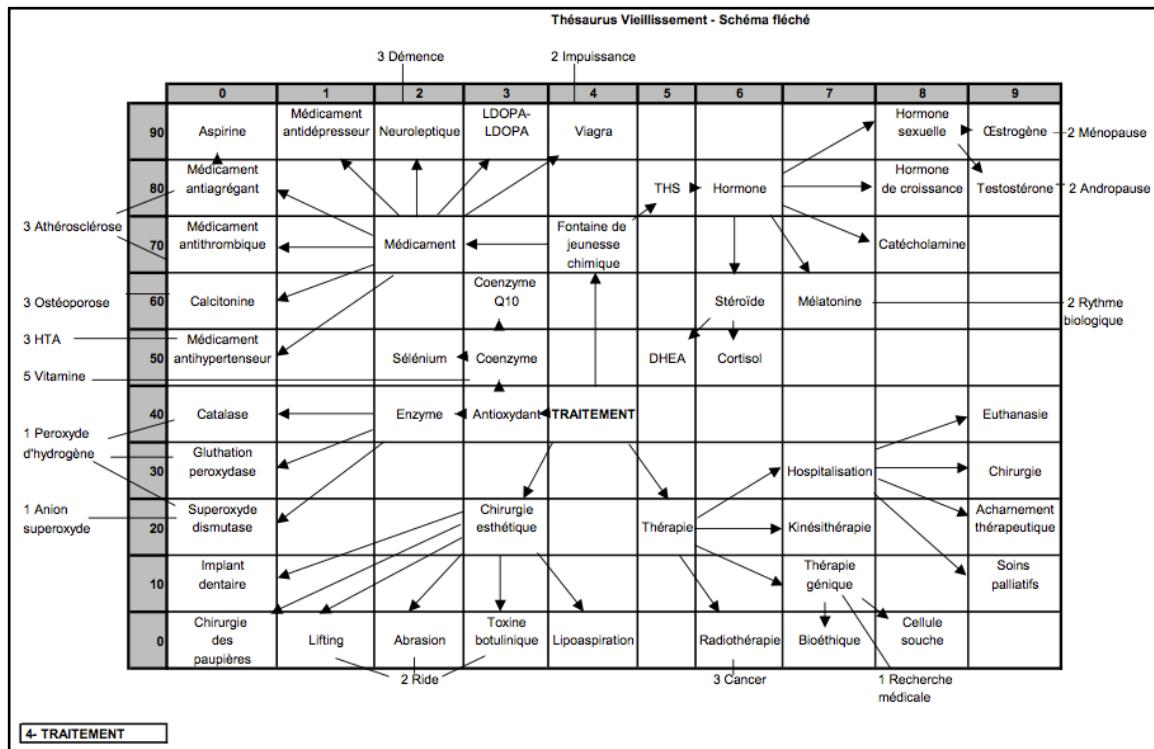 Thésaurus Vieillissement - Schéma fléché
3 Démence
2 Impuissance
0 1 2 3 4 5 6 7 8 9
90
Aspirine
Médicament
antidépresseur
Neuroleptique
LDOPA-
LDOPA
Viagra
Hormone
sexuelle
Œstrogène
2 Ménopause
80
Médicament
antiagrégant
THS
Hormone
Hormone
de croissance
Testostérone
2 Andropause
3 Athérosclérose
70
Médicament
antithrombique
Médicament
Fontaine de
jeunesse
chimique
Catécholamine
3 Ostéoporose
60
Calcitonine
Coenzyme
Q10
Stéroïde
Mélatonine
2 Rythme
biologique
3 HTA
50
Médicament
antihypertenseur
Sélénium
Coenzyme
DHEA
Cortisol
5 Vitamine
40
Catalase
Enzyme
Antioxydant
TRAITEMENT
Euthanasie
1 Peroxyde
d'hydrogène
30
Gluthation
peroxydase
Hospitalisation
Chirurgie
1 Anion
superoxyde
20
Superoxyde
dismutase
Chirurgie
esthétique
Thérapie
Kinésithérapie
Acharnement
thérapeutique
10
Implant
dentaire
Thérapie
génique
Soins
palliatifs
0
Chirurgie
des
paupières
Lifting
Abrasion
Toxine
botulinique
Lipoaspiration
Radiothérapie
Bioéthique
Cellule
souche
2 Ride
3 Cancer
1 Recherche
médicale
4- TRAITEMENT